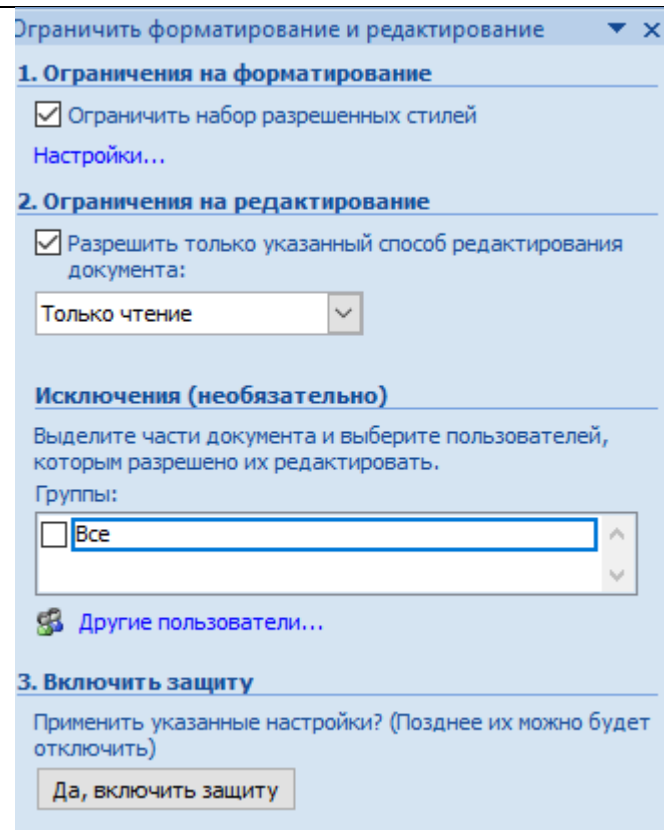 Ограничить форматирование и редактирование
1. Ограничения на форматирование
Ограничить набор разрешенных стилей
Настройки...
2. Ограничения на редактирование
Разрешить только указанный способ редактирования
документа:
Только чтение
Исключения (необязательно)
Выделите части документа и выберите пользователей,
которым разрешено их редактировать.
Группы:
Все
Другие пользователи...
3. Включить защиту
Применить указанные настройки? (Позднее их можно будет
отключить)
Да, включить защиту